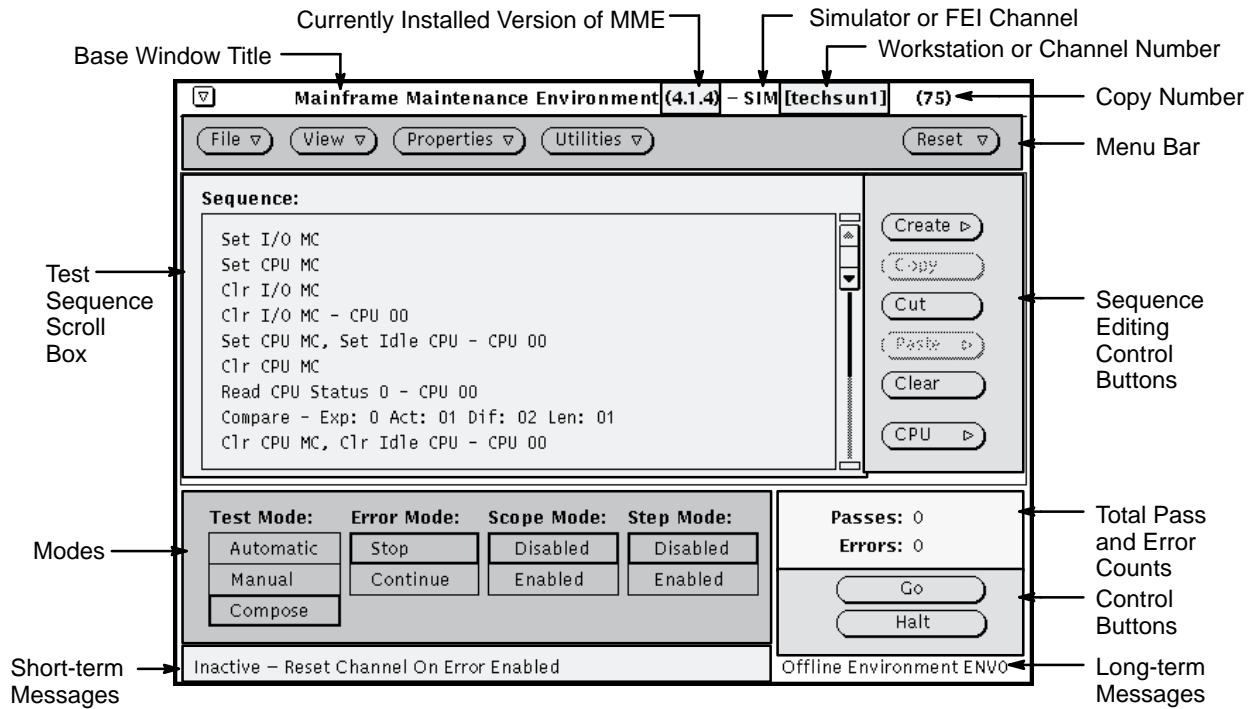 Currently Installed Version of MME
Simulator or FEI Channel
Base Window Title
Workstation or Channel Number
Mainframe Maintenance Environment (4.1.4) – SIM [techsun1] (75)
Copy Number
File View Properties Utilities Reset
Menu Bar
Sequence:
Set I/O MC
Set CPU MC
Clr I/O MC
Clr I/O MC – CPU 00
Set CPU MC, Set Idle CPU – CPU 00
Clr CPU MC
Read CPU Status 0 – CPU 00
Compare – Exp: 0 Act: 01 Dif: 02 Len: 01
Clr CPU MC, Clr Idle CPU – CPU 00
Create
Copy
Cut
Paste
Clear
CPU
Test
Sequence
Scroll
Box
Sequence
Editing
Control
Buttons
Modes
Test Mode: Error Mode: Scope Mode: Step Mode:
Automatic Stop Disabled Disabled
Manual Continue Enabled Enabled
Compose
Passes: 0
Errors: 0
Total Pass
and Error
Counts
Go
Halt
Control
Buttons
Short-term
Messages
Inactive – Reset Channel On Error Enabled
Offline Environment ENV0
Long-term
Messages